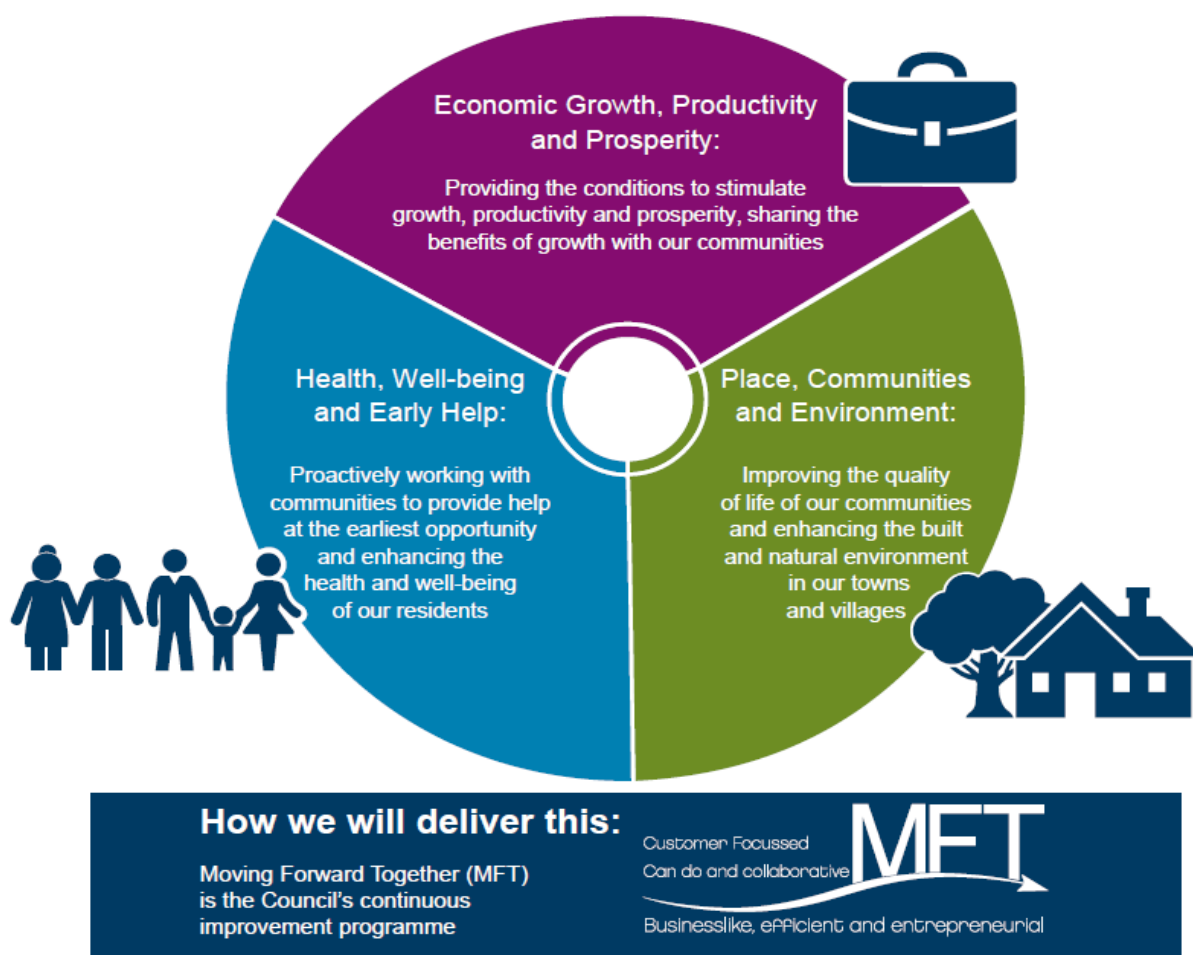 Economic Growth, Productivity
and Prosperity:
Providing the conditions to stimulate
growth, productivity and prosperity, sharing the
benefits of growth with our communities
Health, Well-being
and Early Help:
Proactively working with
communities to provide help
at the earliest opportunity
and enhancing the
health and well-being
of our residents
Place, Communities
and Environment:
Improving the quality
of life of our communities
and enhancing the built
and natural environment
in our towns
and villages
How we will deliver this:
Moving Forward Together (MFT)
is the Council's continuous
improvement programme
Customer Focussed
Can do and collaborative
MFT
Businesslike, efficient and entrepreneurial